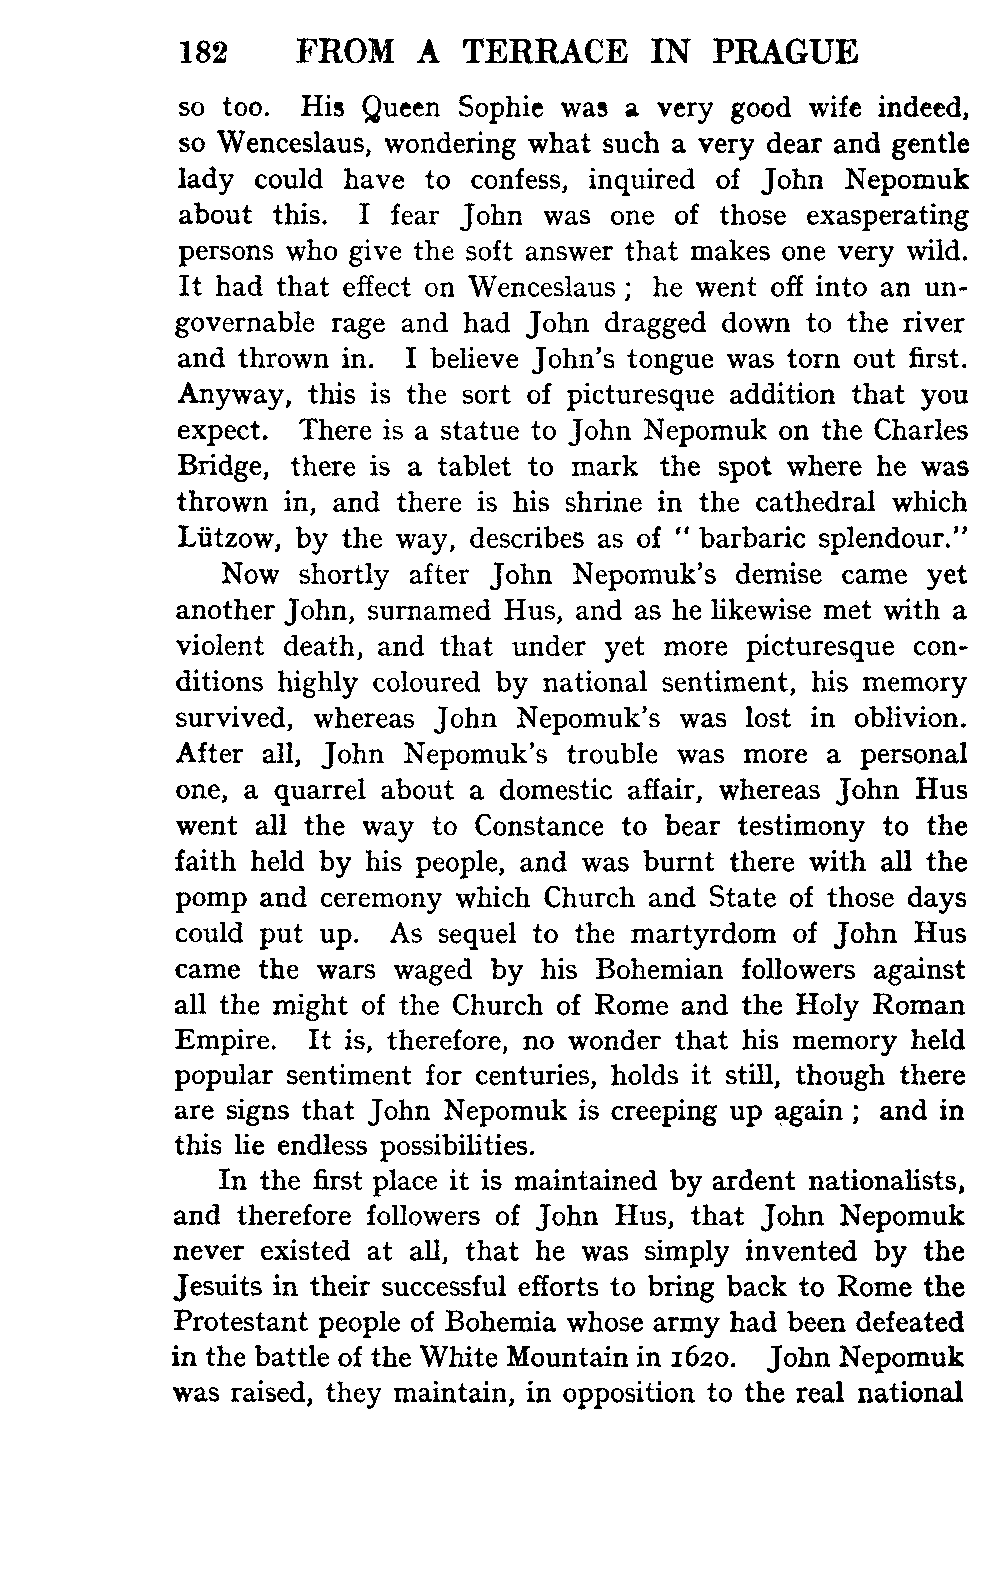 182 FROM A TERRACE IN PRAGUE
so too. His Queen Sophie was a very good wife indeed,
so Wenceslaus, wondering what such a very dear and gentle
lady could have to confess, inquired of John Nepomuk
about this. I fear John was one of those exasperating
persons who give the soft answer that makes one very wild.
It had that effect on Wenceslaus ; he went off into an un-
governable rage and had John dragged down to the river
and thrown in. I believe John's tongue was torn out first.
Anyway, this is the sort of picturesque addition that you
expect. There is a statue to John Nepomuk on the Charles
Bridge, there is a tablet to mark the spot where he was
thrown in, and there is his shrine in the cathedral which
Lützow, by the way, describes as of " barbaric splendour."
Now shortly after John Nepomuk's demise came yet
another John, surnamed Hus, and as he likewise met with a
violent death, and that under yet more picturesque con-
ditions highly coloured by national sentiment, his memory
survived, whereas John Nepomuk's was lost in oblivion.
After all, John Nepomuk's trouble was more a personal
one, a quarrel about a domestic affair, whereas John Hus
went all the way to Constance to bear testimony to the
faith held by his people, and was burnt there with all the
pomp and ceremony which Church and State of those days
could put up. As sequel to the martyrdom of John Hus
came the wars waged by his Bohemian followers against
all the might of the Church of Rome and the Holy Roman
Empire. It is, therefore, no wonder that his memory held
popular sentiment for centuries, holds it still, though there
are signs that John Nepomuk is creeping up again ; and in
this lie endless possibilities.
In the first place it is maintained by ardent nationalists,
and therefore followers of John Hus, that John Nepomuk
never existed at all, that he was simply invented by the
Jesuits in their successful efforts to bring back to Rome the
Protestant people of Bohemia whose army had been defeated
in the battle of the White Mountain in 1620. John Nepomuk
was raised, they maintain, in opposition to the real national